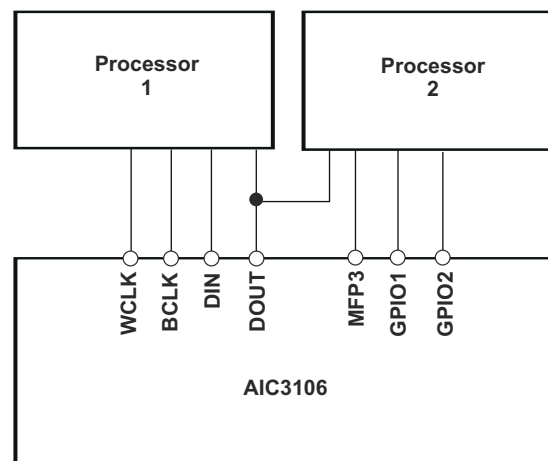 Processor
1
Processor
2
WCLK
BCLK
DIN
DOUT
MFP3
GPIO1
GPIO2
AIC3106